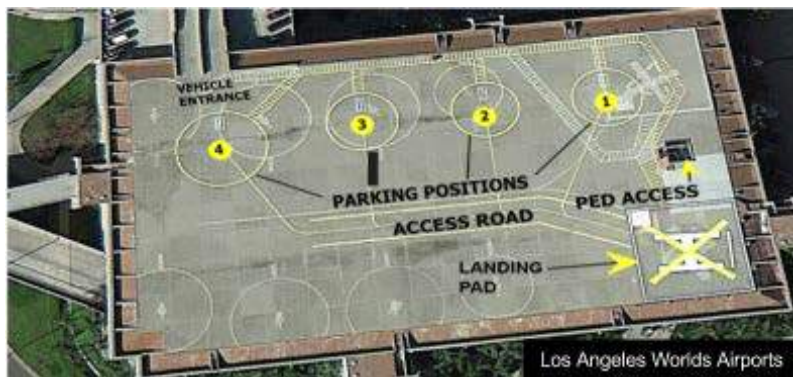 VEHICLE
ENTRANCE
1
2
3
4
PARKING POSITIONS
PED ACCESS
ACCESS ROAD
LANDING
PAD
Los Angeles Worlds Airports